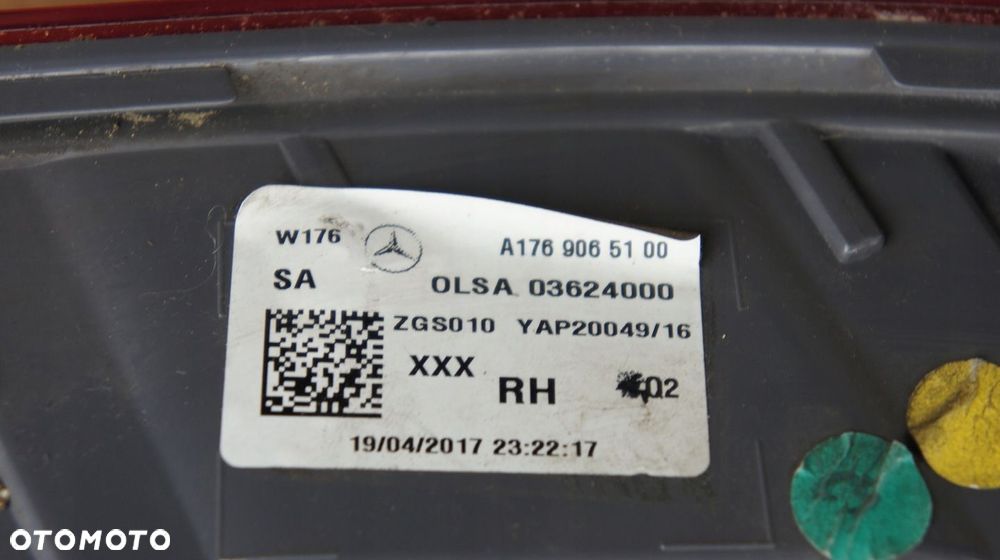 W176 A176 906 51 00
SA OLSA 03624000
ZGS010 YAP20049/16
XXX RH 02
19/04/2017 23:22:17
OTOMOTO